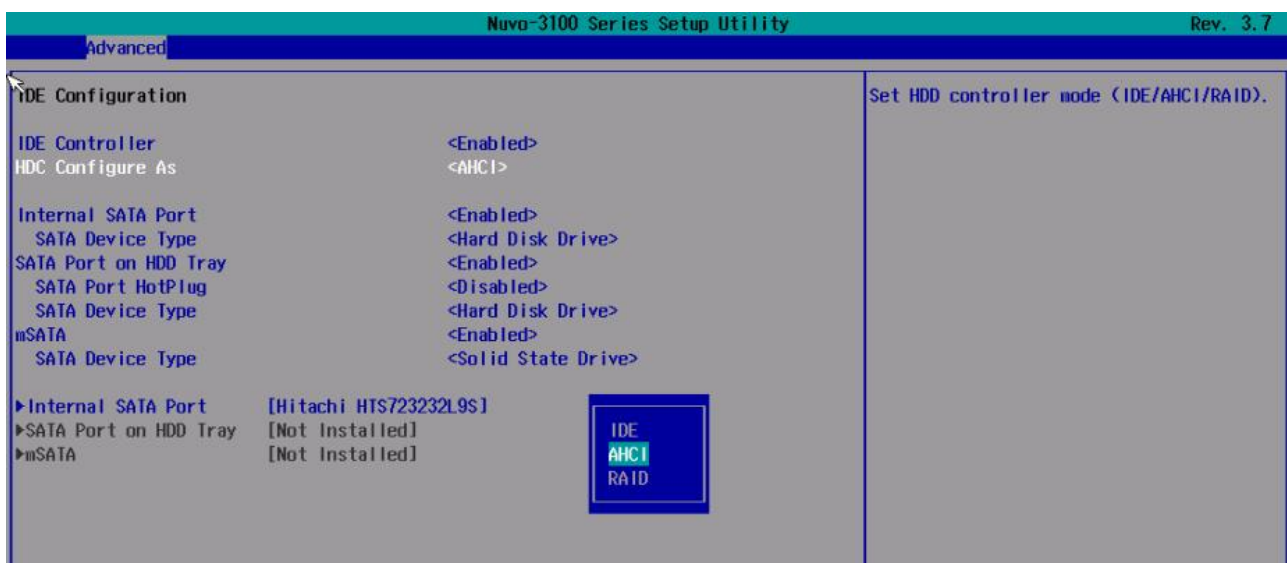 Nuvo-3100 Series Setup Utility Rev. 3.7
Advanced
IDE Configuration
Set HDD controller mode (IDE/AHCI/RAID).
IDE Controller <Enabled>
HDC Configure As <AHCI>
Internal SATA Port <Enabled>
SATA Device Type <Hard Disk Drive>
SATA Port on HDD Tray <Enabled>
SATA Port HotPlug <Disabled>
SATA Device Type <Hard Disk Drive>
mSATA <Enabled>
SATA Device Type <Solid State Drive>
►Internal SATA Port [Hitachi HTS723232L9S]
►SATA Port on HDD Tray [Not Installed]
►mSATA [Not Installed]
IDE
AHCI
RAID